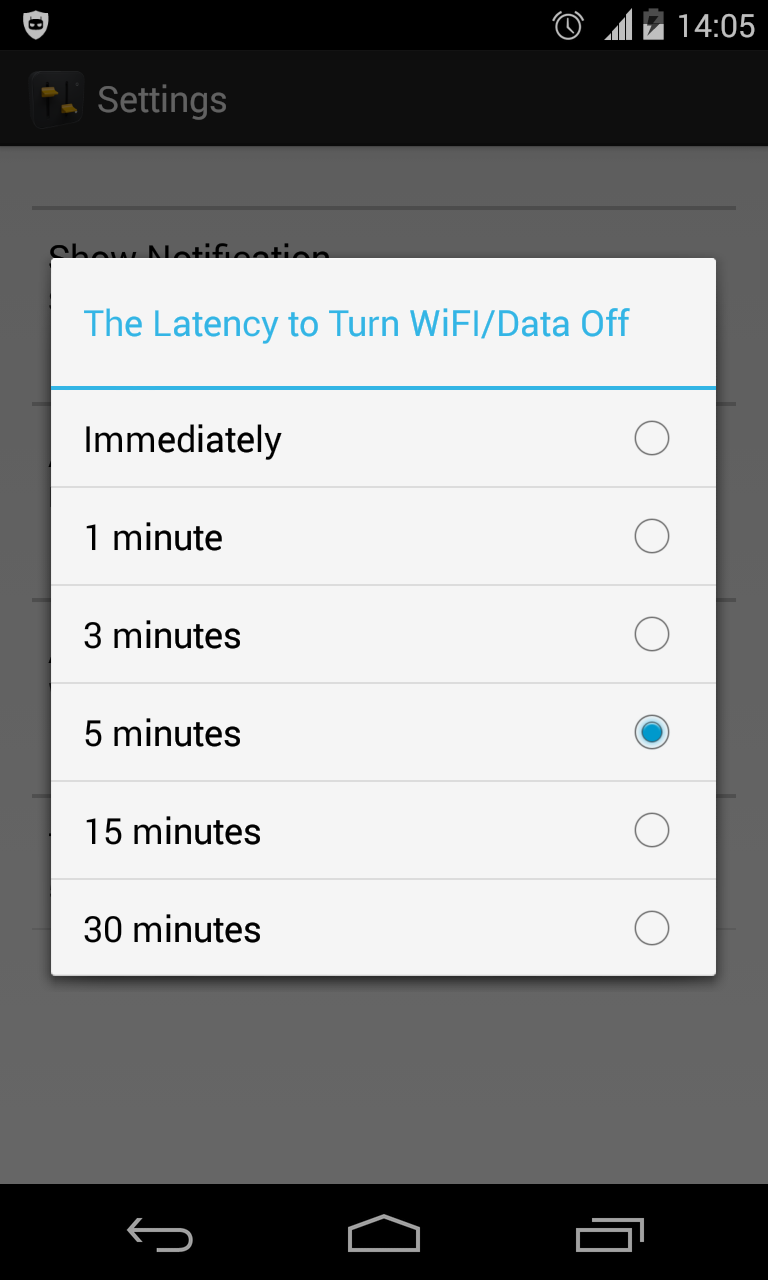 14:05
Settings
Show Notification
The Latency to Turn WiFI/Data Off
Immediately
1 minute
3 minutes
5 minutes
15 minutes
30 minutes